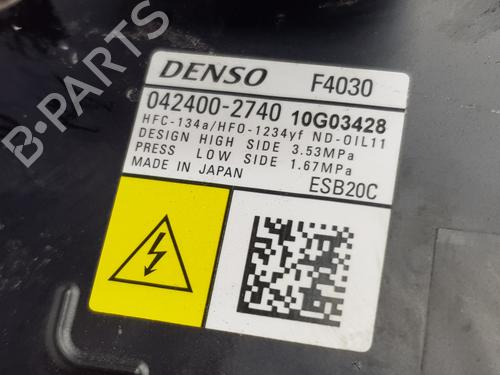 DENSO F4030
042400-2740 10G03428
HFC-134a/HFO-1234yf ND-OIL11
DESIGN HIGH SIDE 3.53MPa
PRESS LOW SIDE 1.67MPa
MADE IN JAPAN ESB20C
B-PARTS